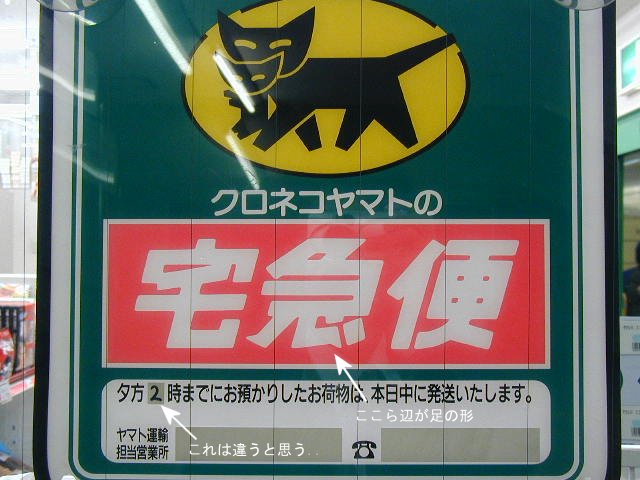 クロネコヤマトの
宅急便
夕方2時までにお預かりしたお荷物は、本日中に発送いたします。
ここら辺が足の形
ヤマト運輸
担当営業所
☎
これは違うと思う..